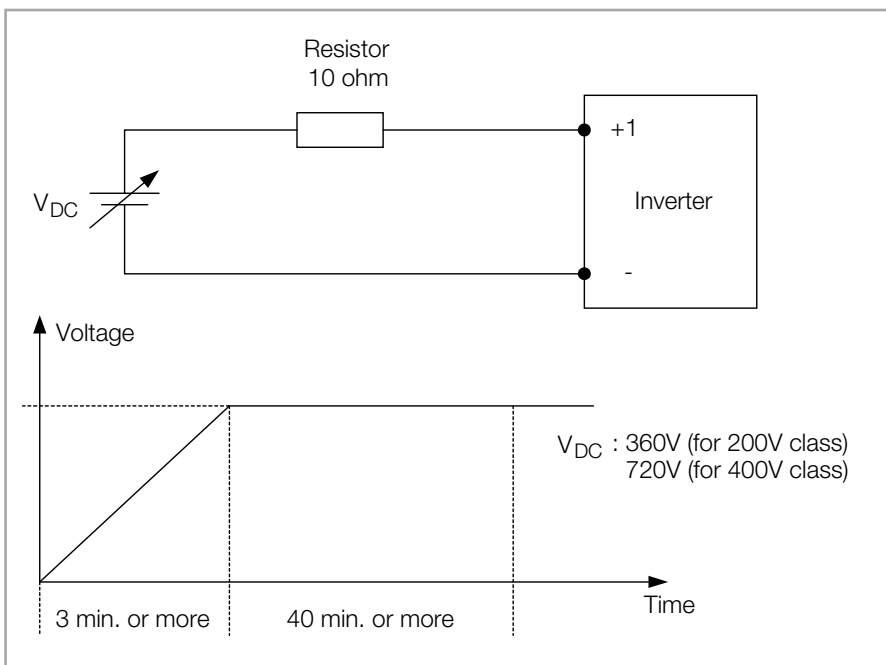 Resistor
10 ohm
+1
Inverter
VDC
-
Voltage
VDC : 360V (for 200V class)
720V (for 400V class)
Time
3 min. or more
40 min. or more